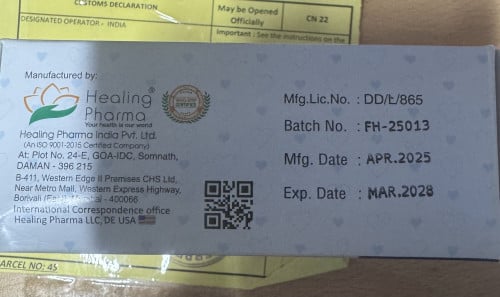 CUSTOMS DECLARATION
May be Opened
Officially
CN 22
DESIGNATED OPERATOR - INDIA
Important : See the instructions on the
Manufactured by:
Healing
Pharma
Your health is our world
CERTIFIED
Healing Pharma India Pvt. Ltd.
(An ISO 9001-2015 Certified Company)
At: Plot No. 24-E, GOA-IDC, Somnath,
DAMAN - 396 215
B-411, Western Edge II Premises CHS Ltd,
Near Metro Mall, Western Express Highway,
Borivali - 400066
International Correspondence office
Healing Pharma LLC, DE USA
Mfg.Lic.No. : DD/L/865
Batch No. : FH-25013
Mfg. Date : APR.2025
Exp. Date : MAR.2028
ARCEL NO: 45